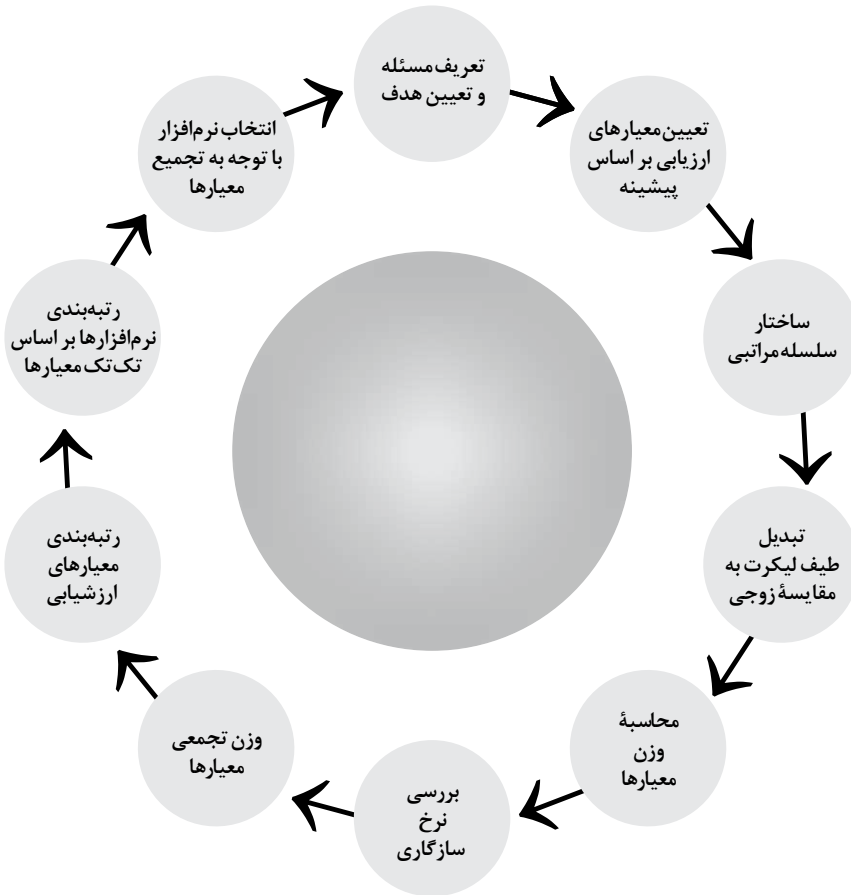 تعریف مسئله
و تعیین هدف
تعیین معیارهای
ارزیابی بر اساس
پیشینه
ساختار
سلسله‌مراتبی
تبدیل
طیف لیکرت به
مقایسهٔ زوجی
محاسبهٔ
وزن
معیارها
بررسی
نرخ
سازگاری
وزن تجمعی
معیارها
رتبه‌بندی
معیارهای
ارزشیابی
رتبه‌بندی
نرم‌افزارها بر اساس
تک‌تک معیارها
انتخاب نرم‌افزار
با توجه به تجمیع
معیارها